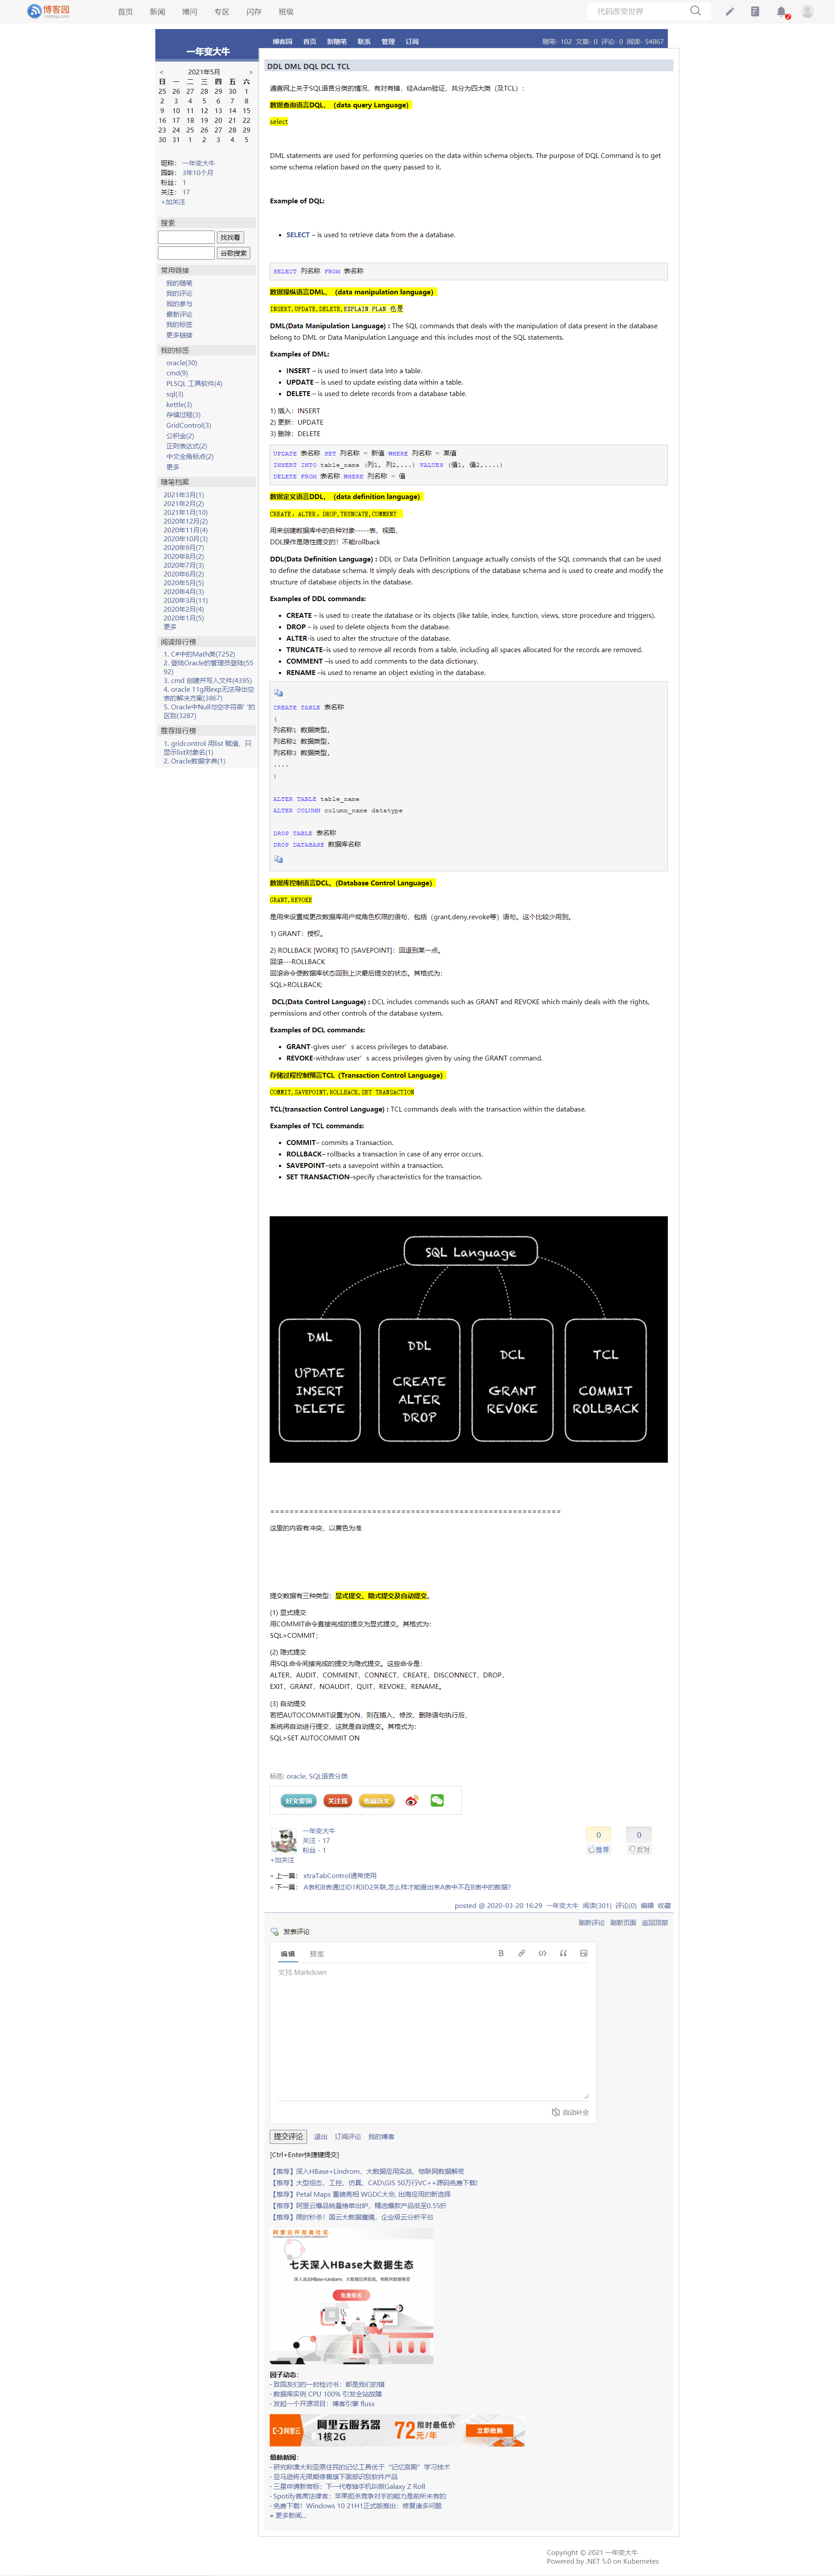 博客园
首页 新闻 博问 专区 闪存 班级
代码改变世界
一年变大牛
博客园 首页 新随笔 联系 管理 订阅
随笔- 102 文章- 0 评论- 0 阅读- 54867
< 2021年5月 >
日 一 二 三 四 五 六
25 26 27 28 29 30 1
2 3 4 5 6 7 8
9 10 11 12 13 14 15
16 17 18 19 20 21 22
23 24 25 26 27 28 29
30 31 1 2 3 4 5
昵称： 一年变大牛
园龄： 3年10个月
粉丝： 1
关注： 17
+加关注
搜索
找找看
谷歌搜索
常用链接
我的随笔
我的评论
我的参与
最新评论
我的标签
更多链接
我的标签
oracle(30)
cmd(9)
PLSQL 工具软件(4)
sql(3)
kettle(3)
存储过程(3)
GridControl(3)
公积金(2)
正则表达式(2)
中文全角标点(2)
更多
随笔档案
2021年3月(1)
2021年2月(2)
2021年1月(10)
2020年12月(2)
2020年11月(4)
2020年10月(3)
2020年9月(7)
2020年8月(2)
2020年7月(3)
2020年6月(2)
2020年5月(5)
2020年4月(3)
2020年3月(11)
2020年2月(4)
2020年1月(5)
更多
阅读排行榜
1. C#中的Math类(7252)
2. 登陆Oracle的管理员登陆(55
92)
3. cmd 创建并写入文件(4395)
4. oracle 11g用exp无法导出空
表的解决方案(3867)
5. Oracle中Null与空字符串' '的
区别(3287)
推荐排行榜
1. gridcontrol 用list 赋值，只
显示list对象名(1)
2. Oracle数据字典(1)
DDL DML DQL DCL TCL
遍查网上关于SQL语言分类的情况，有对有错，经Adam验证，共分为四大类（及TCL）：
数据查询语言DQL，（data query Language）
select
DML statements are used for performing queries on the data within schema objects. The purpose of DQL Command is to get
some schema relation based on the query passed to it.
Example of DQL:
SELECT – is used to retrieve data from the a database.
SELECT 列名称 FROM 表名称
数据操纵语言DML，（data manipulation language）
INSERT,UPDATE,DELETE,EXPLAIN PLAN 也是
DML(Data Manipulation Language) : The SQL commands that deals with the manipulation of data present in the database
belong to DML or Data Manipulation Language and this includes most of the SQL statements.
Examples of DML:
INSERT – is used to insert data into a table.
UPDATE – is used to update existing data within a table.
DELETE – is used to delete records from a database table.
1) 插入：INSERT
2) 更新：UPDATE
3) 删除：DELETE
UPDATE 表名称 SET 列名称 = 新值 WHERE 列名称 = 某值
INSERT INTO table_name (列1, 列2,...) VALUES (值1, 值2,....)
DELETE FROM 表名称 WHERE 列名称 = 值
数据定义语言DDL，（data definition language）
CREATE，ALTER，DROP,TRUNCATE,COMMENT
用来创建数据库中的各种对象-----表、视图、
DDL操作是隐性提交的！不能rollback
DDL(Data Definition Language) : DDL or Data Definition Language actually consists of the SQL commands that can be used
to define the database schema. It simply deals with descriptions of the database schema and is used to create and modify the
structure of database objects in the database.
Examples of DDL commands:
CREATE – is used to create the database or its objects (like table, index, function, views, store procedure and triggers).
DROP – is used to delete objects from the database.
ALTER-is used to alter the structure of the database.
TRUNCATE–is used to remove all records from a table, including all spaces allocated for the records are removed.
COMMENT –is used to add comments to the data dictionary.
RENAME –is used to rename an object existing in the database.
CREATE TABLE 表名称
(
列名称1 数据类型,
列名称2 数据类型,
列名称3 数据类型,
....
)
ALTER TABLE table_name
ALTER COLUMN column_name datatype
DROP TABLE 表名称
DROP DATABASE 数据库名称
数据库控制语言DCL，(Database Control Language）
GRANT,REVOKE
是用来设置或更改数据库用户或角色权限的语句，包括（grant,deny,revoke等）语句。这个比较少用到。
1) GRANT：授权。
2) ROLLBACK [WORK] TO [SAVEPOINT]：回退到某一点。
回滚---ROLLBACK
回滚命令使数据库状态回到上次最后提交的状态。其格式为：
SQL>ROLLBACK;
DCL(Data Control Language) : DCL includes commands such as GRANT and REVOKE which mainly deals with the rights,
permissions and other controls of the database system.
Examples of DCL commands:
GRANT-gives user’s access privileges to database.
REVOKE-withdraw user’s access privileges given by using the GRANT command.
存储过程控制预言TCL（Transaction Control Language）
COMMIT,SAVEPOINT,ROLLBACK,SET TRANSACTION
TCL(transaction Control Language) : TCL commands deals with the transaction within the database.
Examples of TCL commands:
COMMIT– commits a Transaction.
ROLLBACK– rollbacks a transaction in case of any error occurs.
SAVEPOINT–sets a savepoint within a transaction.
SET TRANSACTION–specify characteristics for the transaction.
SQL Language
DML
UPDATE
INSERT
DELETE
DDL
CREATE
ALTER
DROP
DCL
GRANT
REVOKE
TCL
COMMIT
ROLLBACK
============================================================
这里的内容有冲突，以黄色为准
提交数据有三种类型：显式提交、隐式提交及自动提交。
(1) 显式提交
用COMMIT命令直接完成的提交为显式提交。其格式为：
SQL>COMMIT；
(2) 隐式提交
用SQL命令间接完成的提交为隐式提交。这些命令是：
ALTER，AUDIT，COMMENT，CONNECT，CREATE，DISCONNECT，DROP，
EXIT，GRANT，NOAUDIT，QUIT，REVOKE，RENAME。
(3) 自动提交
若把AUTOCOMMIT设置为ON，则在插入、修改、删除语句执行后，
系统将自动进行提交，这就是自动提交。其格式为：
SQL>SET AUTOCOMMIT ON
标签: oracle, SQL语言分类
好文要顶 关注我 收藏该文
一年变大牛
关注 - 17
粉丝 - 1
+加关注
0 推荐
0 反对
« 上一篇： xtraTabControl通常使用
» 下一篇： A表和B表通过ID1和ID2关联,怎么样才能查出来A表中不在B表中的数据?
posted @ 2020-03-20 16:29 一年变大牛 阅读(301) 评论(0) 编辑 收藏
刷新评论 刷新页面 返回顶部
发表评论
编辑 预览
B
支持 Markdown
自动补全
提交评论 退出 订阅评论 我的博客
[Ctrl+Enter快捷键提交]
【推荐】深入HBase+Lindrom，大数据应用实战，物联网数据解密
【推荐】大型组态、工控、仿真、CAD\GIS 50万行VC++源码免费下载!
【推荐】Petal Maps 重磅亮相 WGDC大会, 出海应用的新选择
【推荐】阿里云爆品销量榜单出炉，精选爆款产品低至0.55折
【推荐】限时秒杀！国云大数据魔镜，企业级云分析平台
阿里云开发者社区
七天深入HBase大数据生态
深入浅出HBase+Lindrom，大数据应用实战，物联网数据解密
免费报名
园子动态：
· 致园友们的一封检讨书：都是我们的错
· 数据库实例 CPU 100% 引发全站故障
· 发起一个开源项目：博客引擎 fluss
阿里云
阿里云服务器
1核2G
72元/年
限时最低价
立即抢购
最新新闻：
· 研究称澳大利亚原住民的记忆工具优于“记忆宫殿”学习技术
· 亚马逊将无限期停售旗下面部识别软件产品
· 三星申请新商标：下一代卷轴手机叫做Galaxy Z Roll
· Spotify首席法律官：苹果扼杀竞争对手的能力是前所未有的
· 免费下载！Windows 10 21H1正式版推出：修复诸多问题
» 更多新闻...
Copyright © 2021 一年变大牛
Powered by .NET 5.0 on Kubernetes